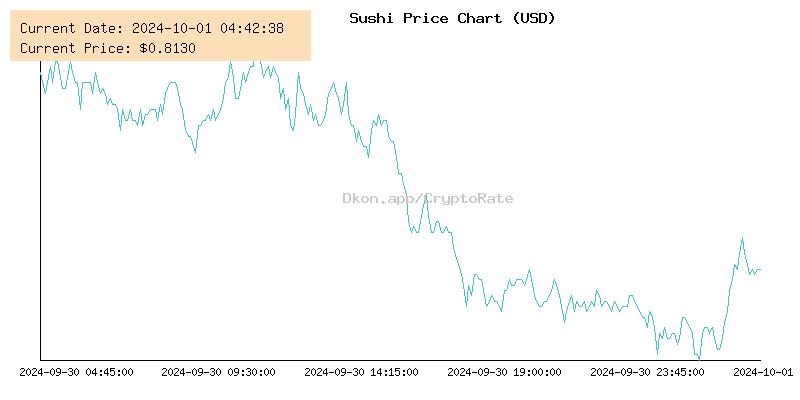 Sushi Price Chart (USD)
Current Date: 2024-10-01 04:42:38
Current Price: $0.8130
Dkon.app/CryptoRate
2024-09-30 04:45:00 2024-09-30 09:30:00 2024-09-30 14:15:00 2024-09-30 19:00:00 2024-09-30 23:45:00 2024-10-01